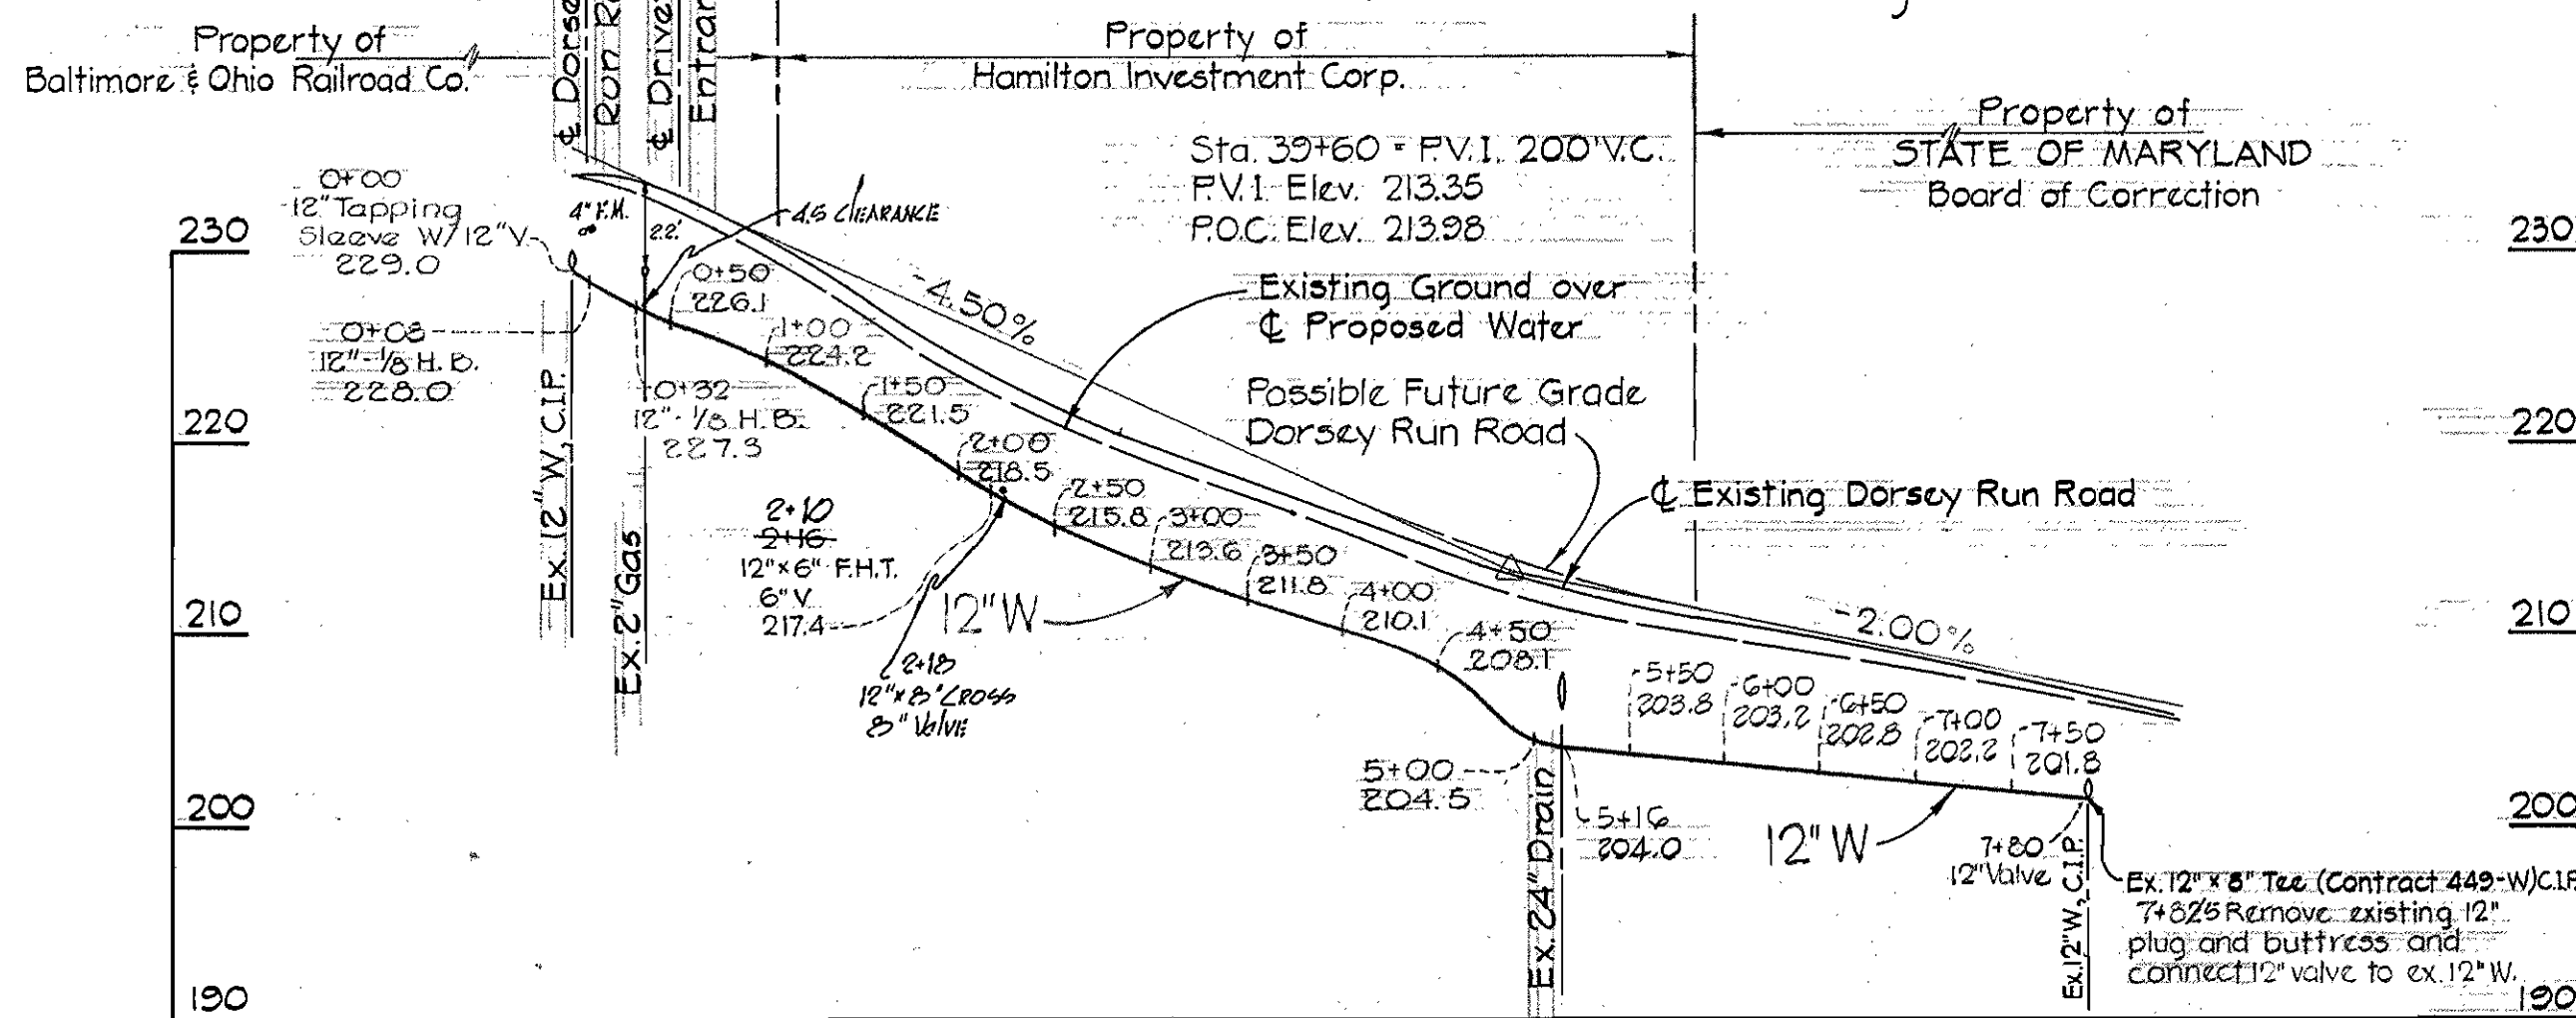 Property of
Baltimore & Ohio Railroad Co.
℄ Dorse
Run R
℄ Drive
Entran
Property of
Hamilton Investment Corp.
Property of
STATE OF MARYLAND
Board of Correction
Sta. 39+60 = P.V.I. 200' V.C.
P.V.I. Elev. 213.35
P.O.C. Elev. 213.98
0+00
12" Tapping
Sleeve W/12" V.
229.0
4" F.M.
2.2'
4.5 CLEARANCE
230
230
0+50
226.1
-4.50%
Existing Ground over
℄ Proposed Water
0+08
12"-1/8 H.B.
228.0
1+00
224.2
0+32
12"-1/8 H.B.
227.3
1+50
221.5
Possible Future Grade
Dorsey Run Road
220
220
2+00
218.5
2+50
215.8
3+00
213.6
3+50
211.8
4+00
210.1
4+50
208.1
℄ Existing Dorsey Run Road
2+10
2+16
12"x6" F.H.T.
6" V
217.4
12" W
2+18
12"x8" CROSS
8" Valve
Ex. 12" W, C.I.P.
Ex. 2" Gas
210
210
-2.00%
5+50
203.8
6+00
203.2
6+50
202.8
7+00
202.2
7+50
201.8
5+00
204.5
5+16
204.0
Ex. 24" Drain
12" W
200
200
7+80
12" Valve
Ex. 12" W, C.I.P.
Ex. 12" x 8" Tee (Contract 449-W) C.I.P.
7+82.5 Remove existing 12"
plug and buttress and
connect 12" valve to ex. 12" W.
190
190